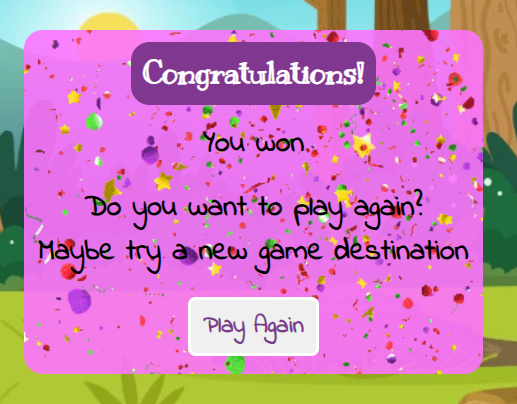 Congratulations!
You won
Do you want to play again?
Maybe try a new game destination
Play Again